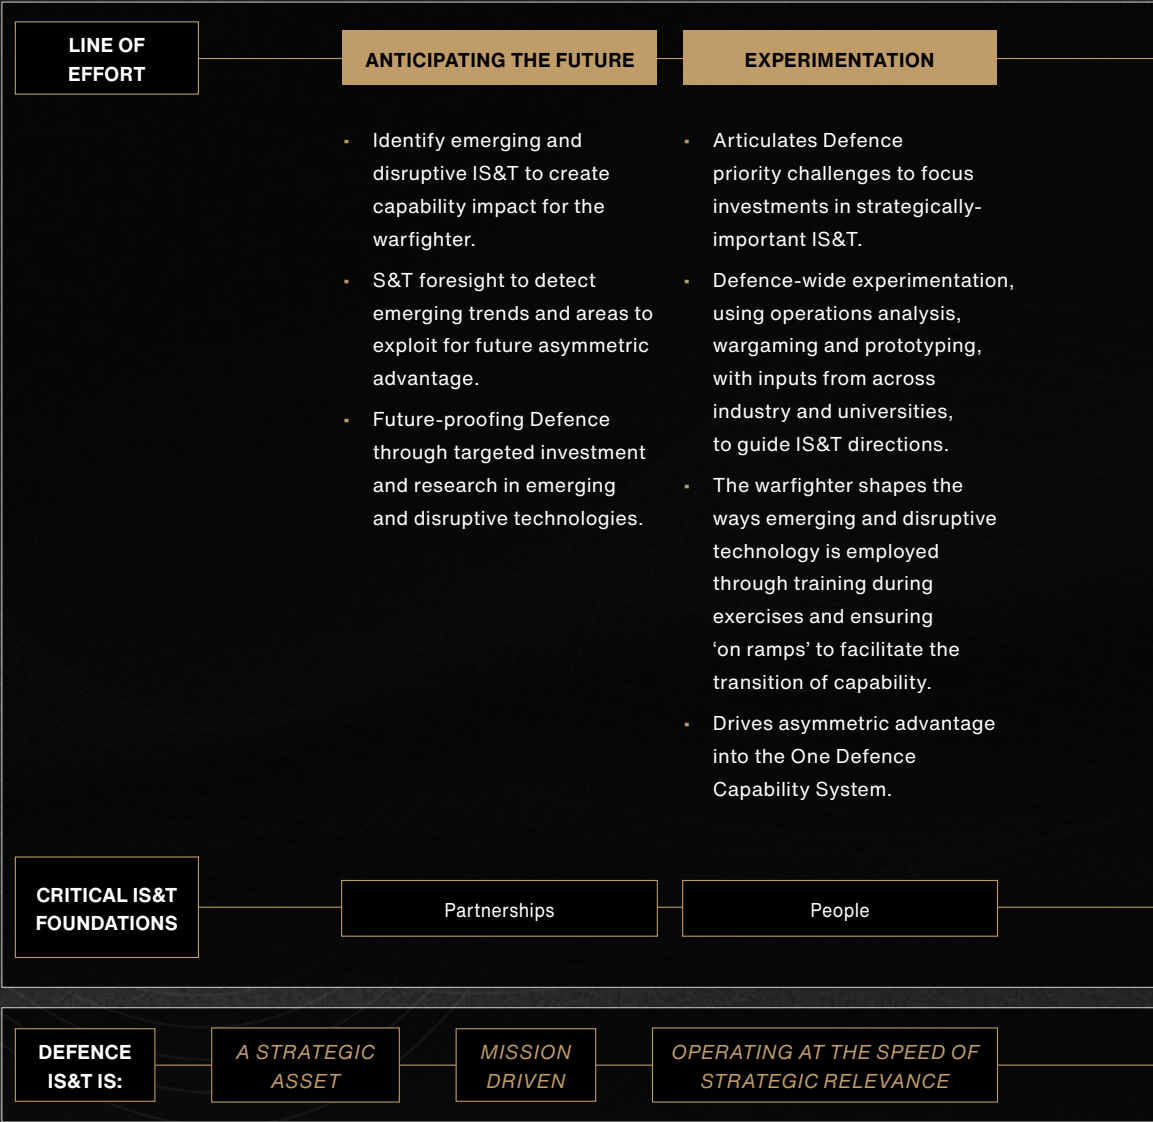 LINE OF
EFFORT
ANTICIPATING THE FUTURE
▪ Identify emerging and
disruptive IS&T to create
capability impact for the
warfighter.
▪ S&T foresight to detect
emerging trends and areas to
exploit for future asymmetric
advantage.
▪ Future-proofing Defence
through targeted investment
and research in emerging
and disruptive technologies.
EXPERIMENTATION
▪ Articulates Defence
priority challenges to focus
investments in strategically-
important IS&T.
▪ Defence-wide experimentation,
using operations analysis,
wargaming and prototyping,
with inputs from across
industry and universities,
to guide IS&T directions.
▪ The warfighter shapes the
ways emerging and disruptive
technology is employed
through training during
exercises and ensuring
‘on ramps’ to facilitate the
transition of capability.
▪ Drives asymmetric advantage
into the One Defence
Capability System.
CRITICAL IS&T
FOUNDATIONS
Partnerships
People
DEFENCE
IS&T IS:
A STRATEGIC
ASSET
MISSION
DRIVEN
OPERATING AT THE SPEED OF
STRATEGIC RELEVANCE